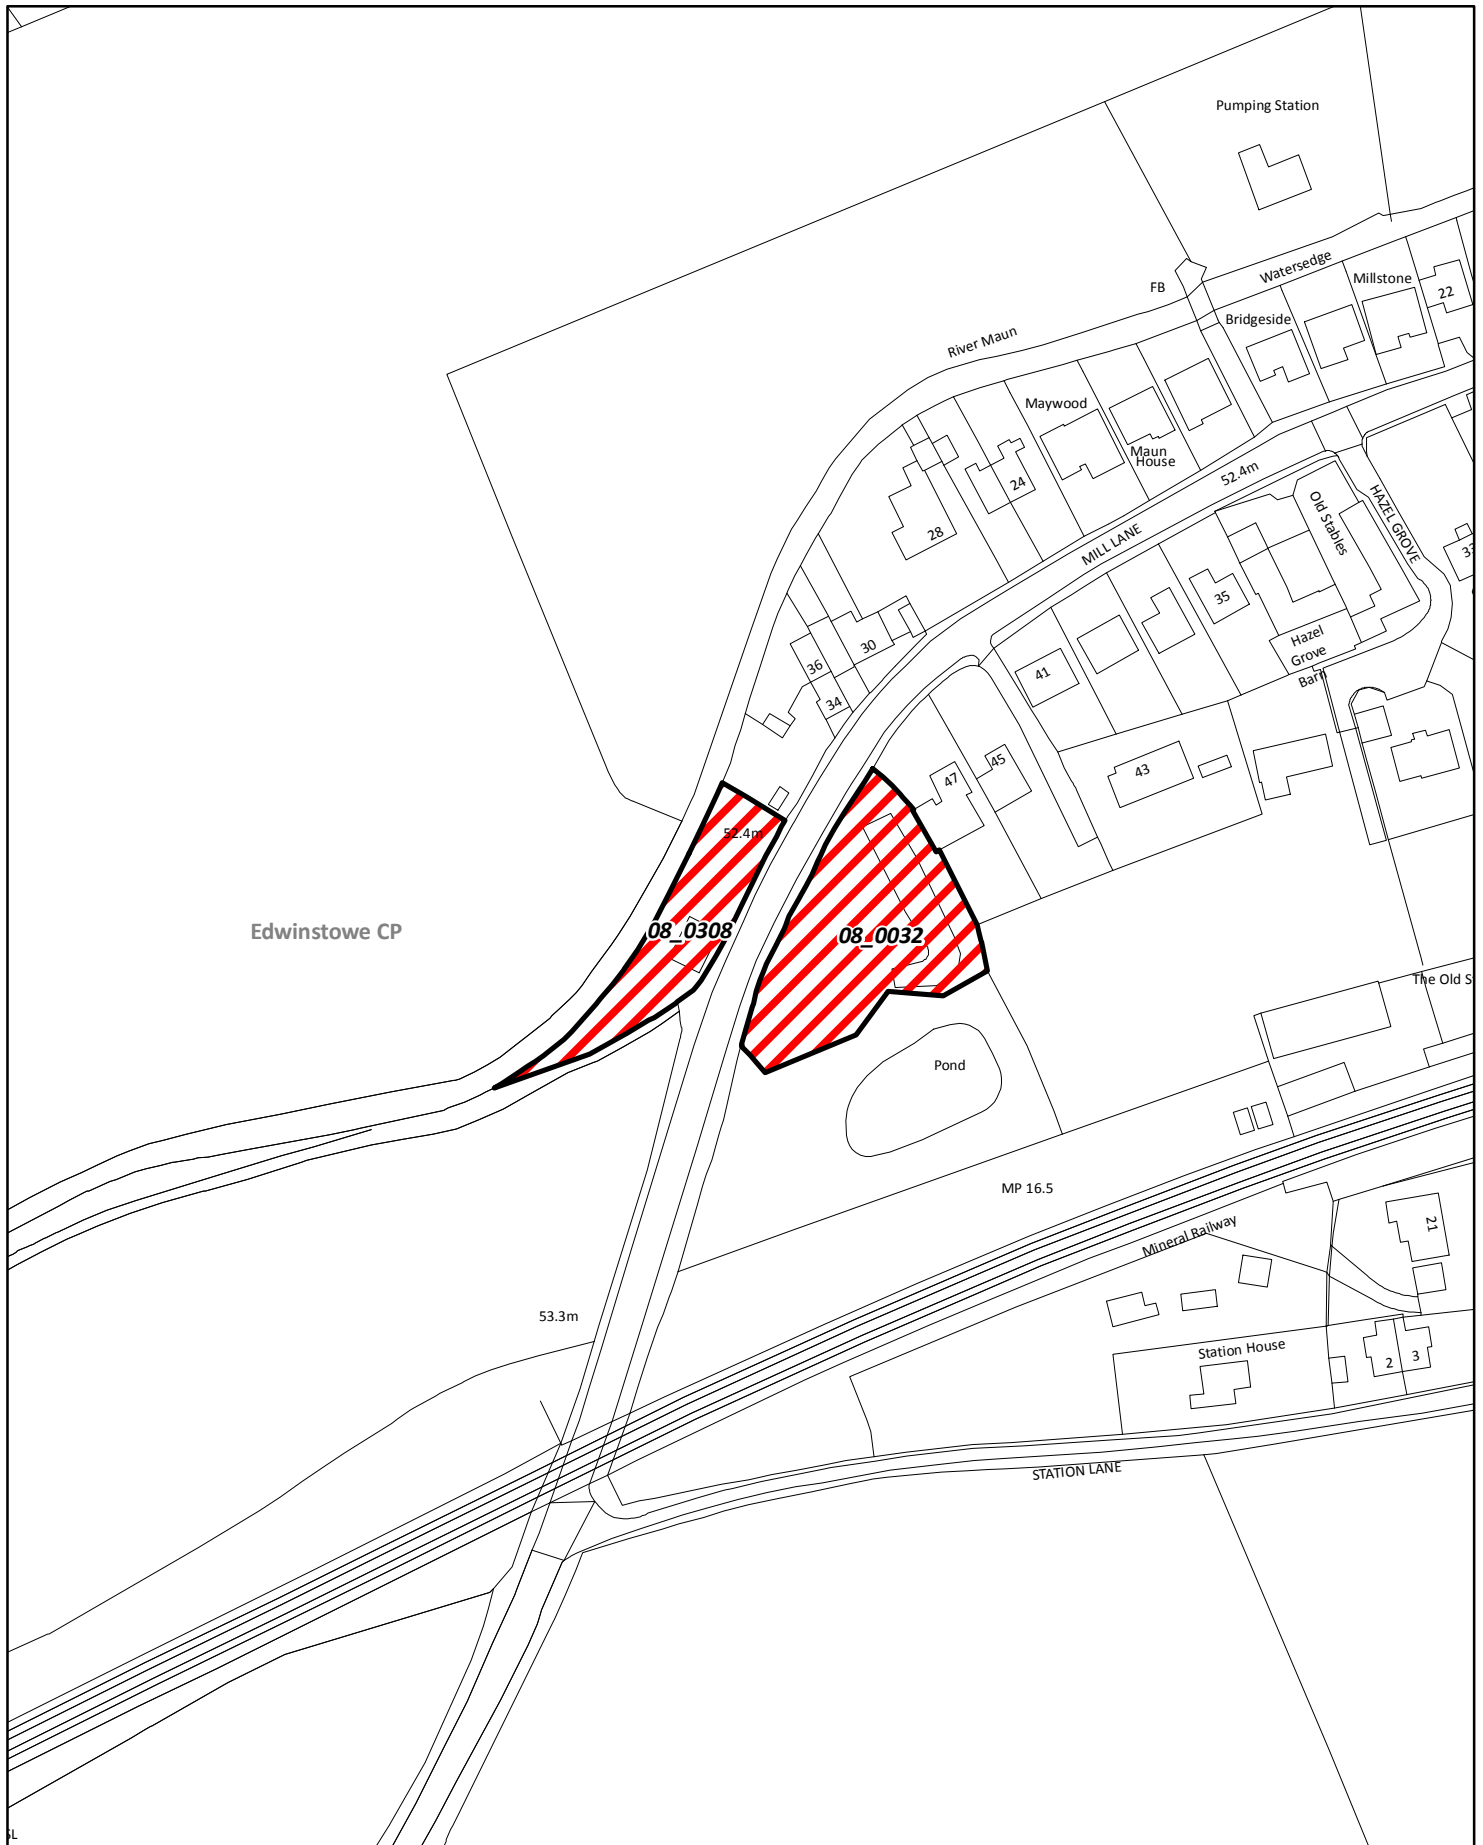 Pumping Station
Watersedge
Millstone
22
FB
Bridgeside
River Maun
Maywood
Maun
House
24
52.4m
28
MILL LANE
Old Stables
HAZEL GROVE
35
30
36
34
41
Hazel
Grove
Barn
45
47
43
52.4m
08_0308
08_0032
Edwinstowe CP
The Old S
Pond
MP 16.5
Mineral Railway
21
53.3m
Station House
2
3
STATION LANE